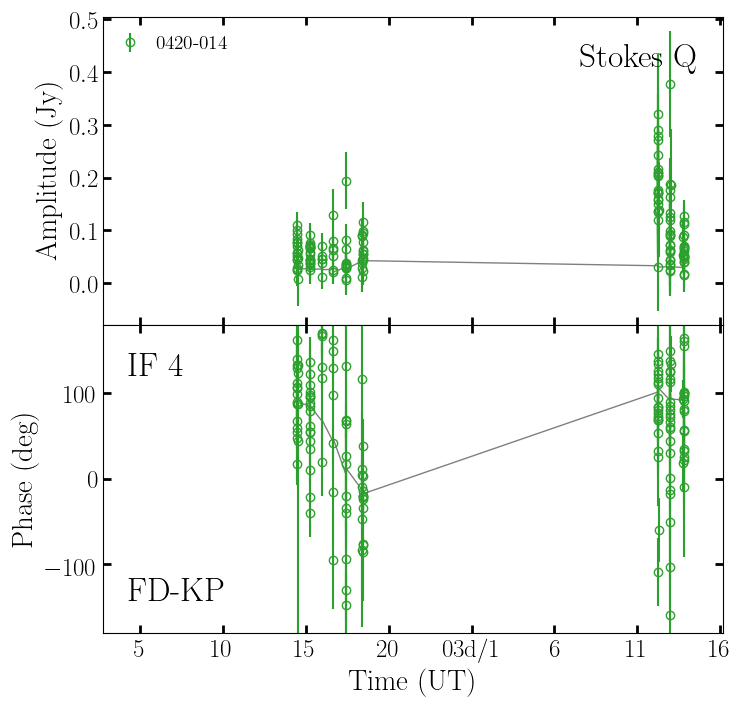 0420-014
Stokes Q
Amplitude (Jy)
0.5
0.4
0.3
0.2
0.1
0.0
IF 4
Phase (deg)
100
0
−100
FD-KP
5 10 15 20 03d/1 6 11 16
Time (UT)